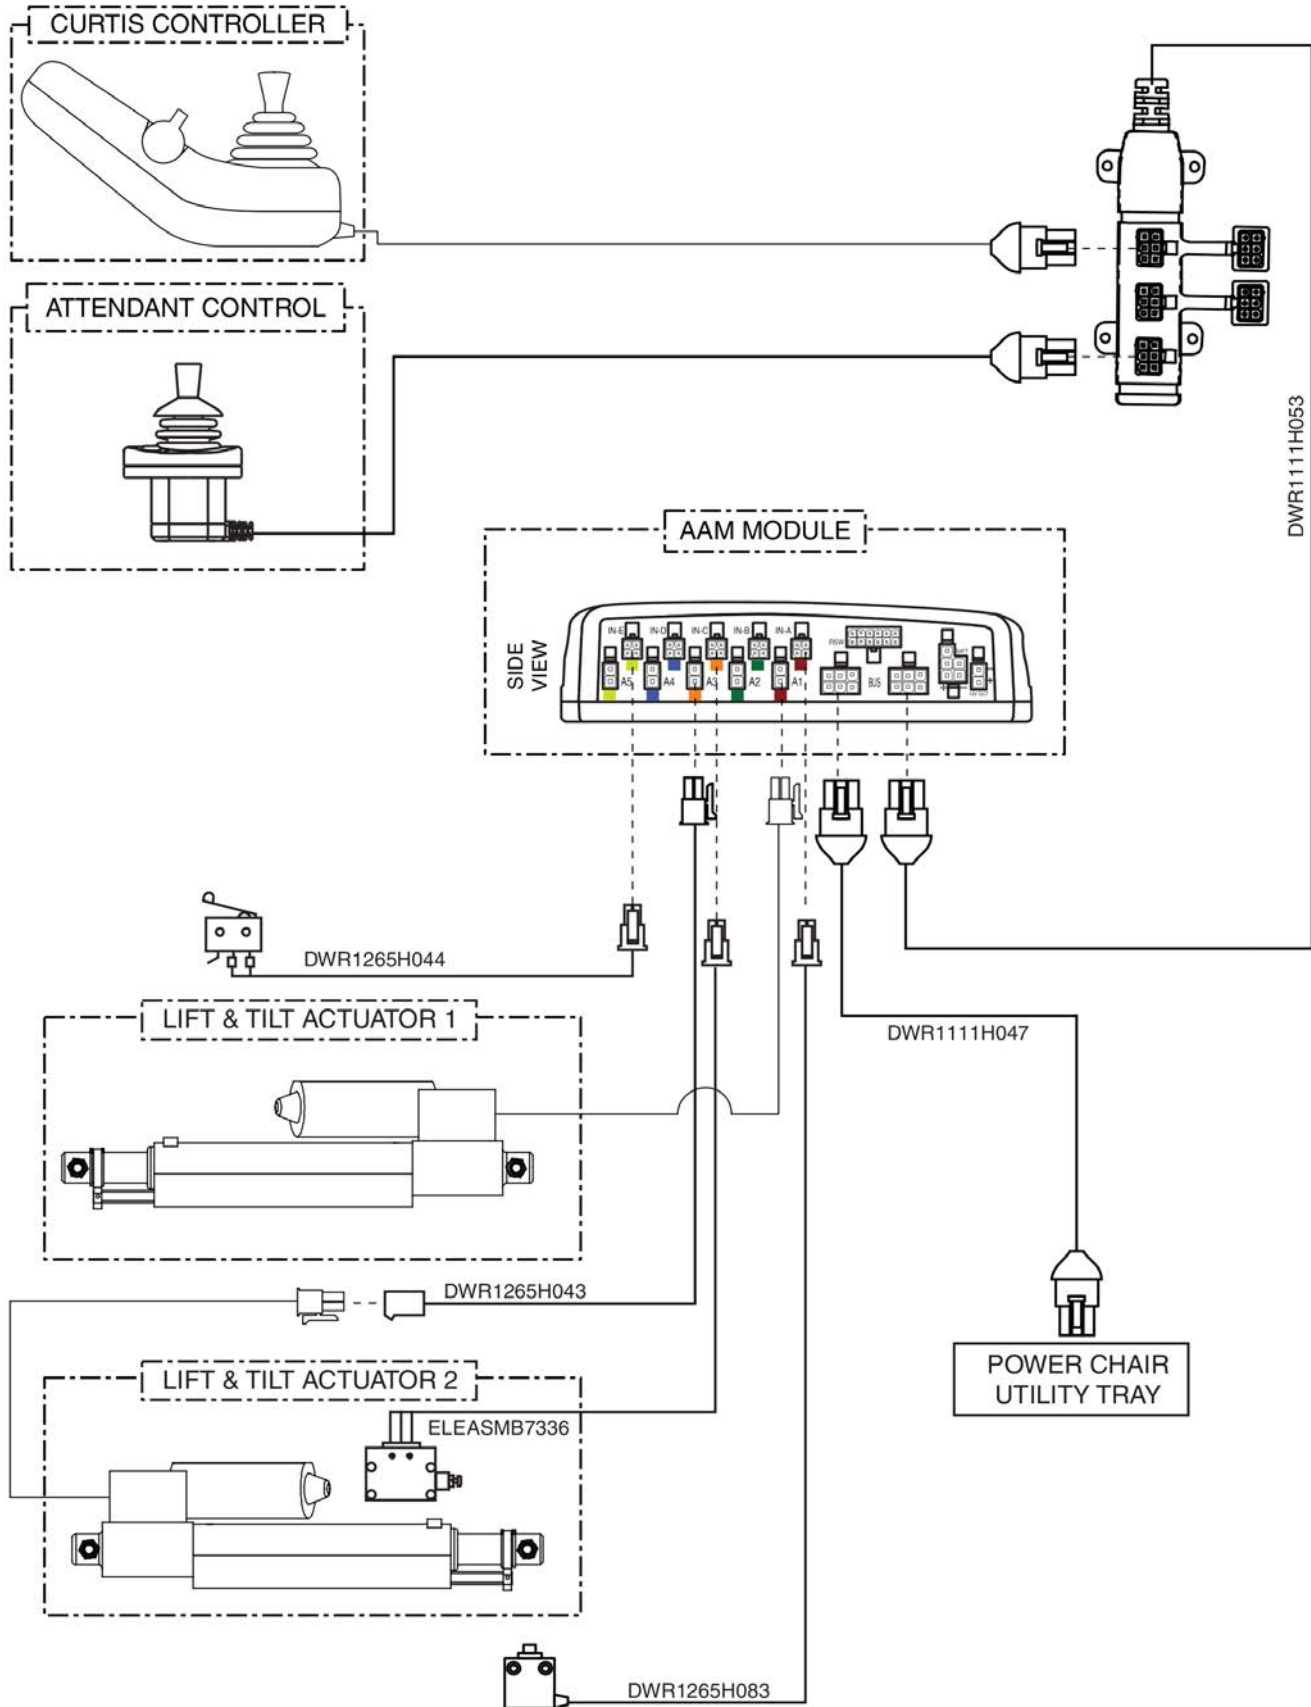 CURTIS CONTROLLER
ATTENDANT CONTROL
DWR1111H053
AAM MODULE
SIDE
VIEW
IN-E IN-D IN-C IN-B IN-A
A5 A4 A3 A2 A1
BUS
DWR1265H044
LIFT & TILT ACTUATOR 1
DWR1111H047
DWR1265H043
LIFT & TILT ACTUATOR 2
ELEASMB7336
POWER CHAIR
UTILITY TRAY
DWR1265H083